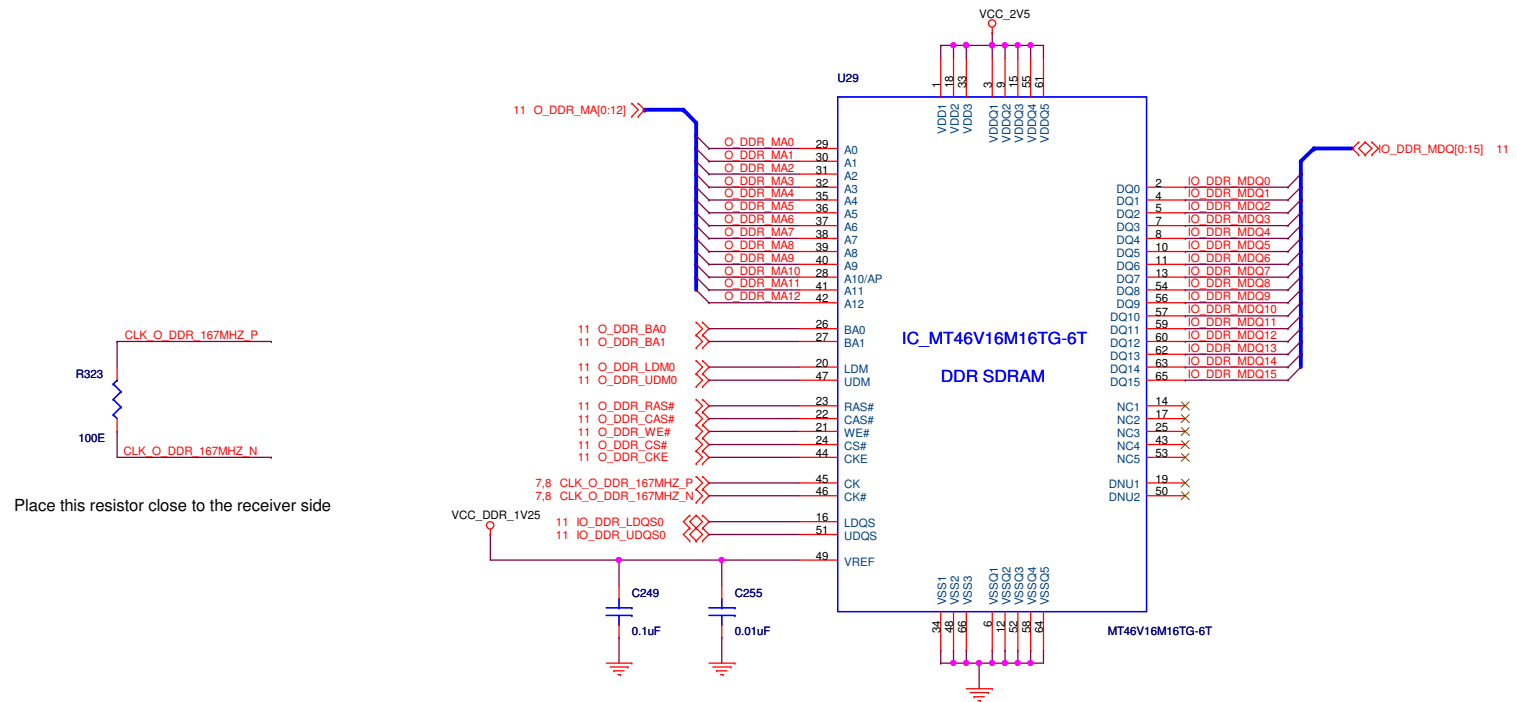 VCC_2V5
U29
1 18 33 3 9 15 55 61
VDD1 VDD2 VDD3 VDDQ1 VDDQ2 VDDQ3 VDDQ4 VDDQ5
11 O_DDR_MA[0:12]
IO_DDR_MDQ[0:15] 11
O_DDR_MA0 29 A0
O_DDR_MA1 30 A1
O_DDR_MA2 31 A2
O_DDR_MA3 32 A3
O_DDR_MA4 35 A4
O_DDR_MA5 36 A5
O_DDR_MA6 37 A6
O_DDR_MA7 38 A7
O_DDR_MA8 39 A8
O_DDR_MA9 40 A9
O_DDR_MA10 28 A10/AP
O_DDR_MA11 41 A11
O_DDR_MA12 42 A12
DQ0 2 IO_DDR_MDQ0
DQ1 4 IO_DDR_MDQ1
DQ2 5 IO_DDR_MDQ2
DQ3 7 IO_DDR_MDQ3
DQ4 8 IO_DDR_MDQ4
DQ5 10 IO_DDR_MDQ5
DQ6 11 IO_DDR_MDQ6
DQ7 13 IO_DDR_MDQ7
DQ8 54 IO_DDR_MDQ8
DQ9 56 IO_DDR_MDQ9
DQ10 57 IO_DDR_MDQ10
DQ11 59 IO_DDR_MDQ11
DQ12 60 IO_DDR_MDQ12
DQ13 62 IO_DDR_MDQ13
DQ14 63 IO_DDR_MDQ14
DQ15 65 IO_DDR_MDQ15
11 O_DDR_BA0 26 BA0
11 O_DDR_BA1 27 BA1
IC_MT46V16M16TG-6T
DDR SDRAM
11 O_DDR_LDM0 20 LDM
11 O_DDR_UDM0 47 UDM
11 O_DDR_RAS# 23 RAS#
11 O_DDR_CAS# 22 CAS#
11 O_DDR_WE# 21 WE#
11 O_DDR_CS# 24 CS#
11 O_DDR_CKE 44 CKE
NC1 14
NC2 17
NC3 25
NC4 43
NC5 53
7,8 CLK_O_DDR_167MHZ_P 45 CK
7,8 CLK_O_DDR_167MHZ_N 46 CK#
DNU1 19
DNU2 50
VCC_DDR_1V25
11 IO_DDR_LDQS0 16 LDQS
11 IO_DDR_UDQS0 51 UDQS
49 VREF
C249
0.1uF
C255
0.01uF
VSS1 VSS2 VSS3 VSSQ1 VSSQ2 VSSQ3 VSSQ4 VSSQ5
34 48 66 6 12 52 58 64
MT46V16M16TG-6T
CLK_O_DDR_167MHZ_P
R323
100E
CLK_O_DDR_167MHZ_N
Place this resistor close to the receiver side